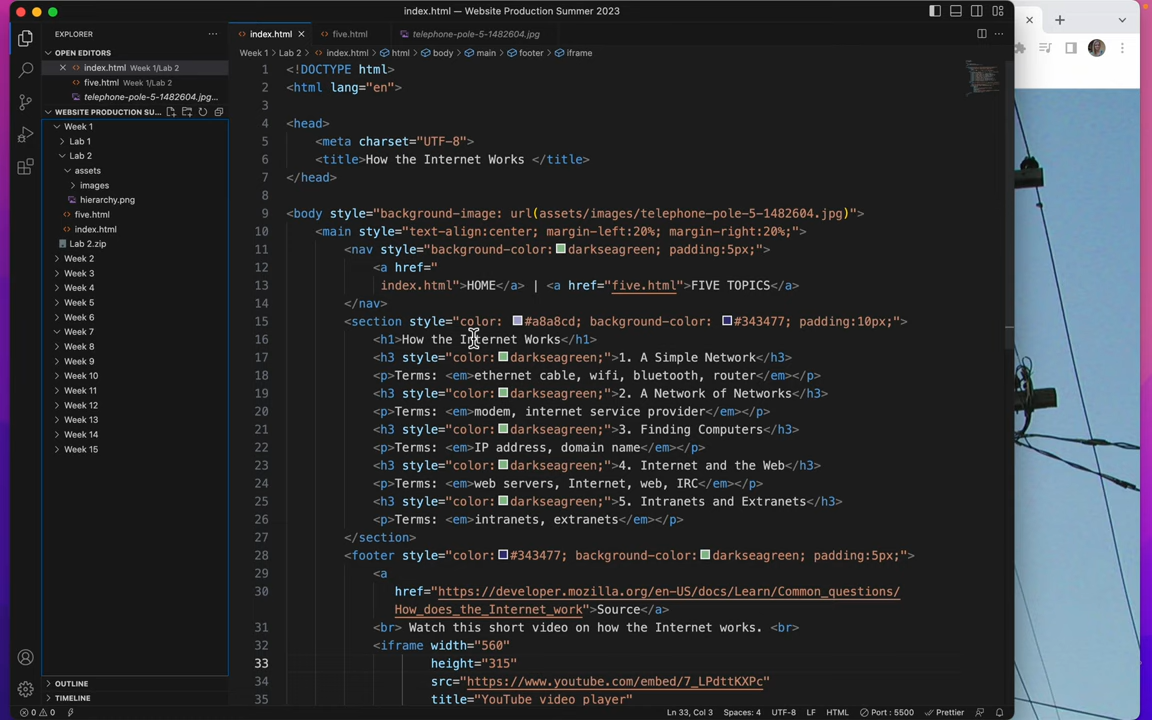 index.html — Website Production Summer 2023
EXPLORER
OPEN EDITORS
index.html Week 1/Lab 2
five.html Week 1/Lab 2
telephone-pole-5-1482604.jpg...
WEBSITE PRODUCTION SU...
Week 1
Lab 1
Lab 2
assets
images
hierarchy.png
five.html
index.html
Lab 2.zip
Week 2
Week 3
Week 4
Week 5
Week 6
Week 7
Week 8
Week 9
Week 10
Week 11
Week 12
Week 13
Week 14
Week 15
OUTLINE
TIMELINE
index.html five.html telephone-pole-5-1482604.jpg
Week 1 > Lab 2 > index.html > html > body > main > footer > iframe
1 <!DOCTYPE html>
2 <html lang="en">
3
4 <head>
5 <meta charset="UTF-8">
6 <title>How the Internet Works </title>
7 </head>
8
9 <body style="background-image: url(assets/images/telephone-pole-5-1482604.jpg)">
10 <main style="text-align:center; margin-left:20%; margin-right:20%;">
11 <nav style="background-color:darkseagreen; padding:5px;">
12 <a href="
13 index.html">HOME</a> | <a href="five.html">FIVE TOPICS</a>
14 </nav>
15 <section style="color: #a8a8cd; background-color: #343477; padding:10px;">
16 <h1>How the Internet Works</h1>
17 <h3 style="color:darkseagreen;">1. A Simple Network</h3>
18 <p>Terms: <em>ethernet cable, wifi, bluetooth, router</em></p>
19 <h3 style="color:darkseagreen;">2. A Network of Networks</h3>
20 <p>Terms: <em>modem, internet service provider</em></p>
21 <h3 style="color:darkseagreen;">3. Finding Computers</h3>
22 <p>Terms: <em>IP address, domain name</em></p>
23 <h3 style="color:darkseagreen;">4. Internet and the Web</h3>
24 <p>Terms: <em>web servers, Internet, web, IRC</em></p>
25 <h3 style="color:darkseagreen;">5. Intranets and Extranets</h3>
26 <p>Terms: <em>intranets, extranets</em></p>
27 </section>
28 <footer style="color:#343477; background-color:darkseagreen; padding:5px;">
29 <a
30 href="https://developer.mozilla.org/en-US/docs/Learn/Common_questions/
How_does_the_Internet_work">Source</a>
31 <br> Watch this short video on how the Internet works. <br>
32 <iframe width="560"
33 height="315"
34 src="https://www.youtube.com/embed/7_LPdttKXPc"
35 title="YouTube video player"
0 0 Ln 33, Col 3 Spaces: 4 UTF-8 LF HTML Port : 5500 Prettier